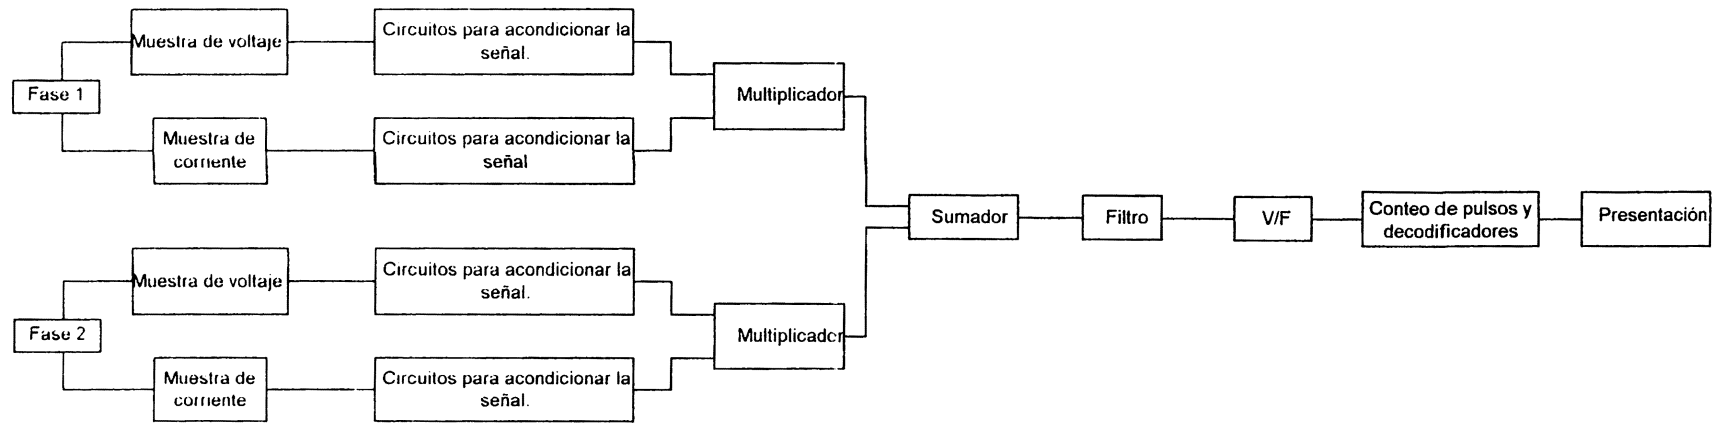 Muestra de voltaje
Circuitos para acondicionar la
señal.
Fase 1
Multiplicador
Muestra de
corriente
Circuitos para acondicionar la
señal
Sumador
Filtro
V/F
Conteo de pulsos y
decodificadores
Presentación
Muestra de voltaje
Circuitos para acondicionar la
señal.
Fase 2
Multiplicador
Muestra de
corriente
Circuitos para acondicionar la
señal.